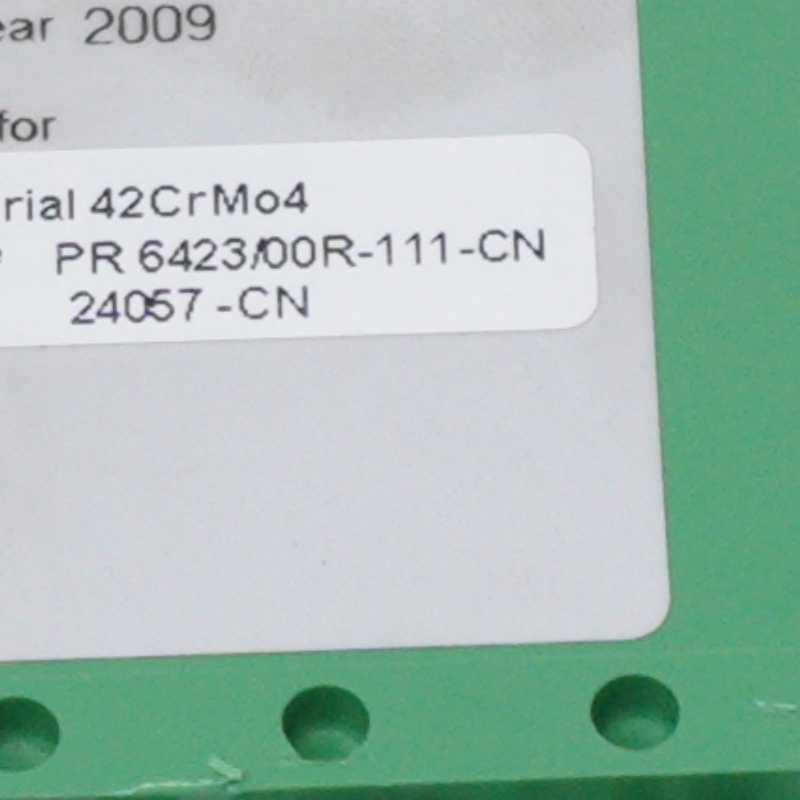 ear 2009
for
rial 42CrMo4
PR 6423/00R-111-CN
24057 -CN